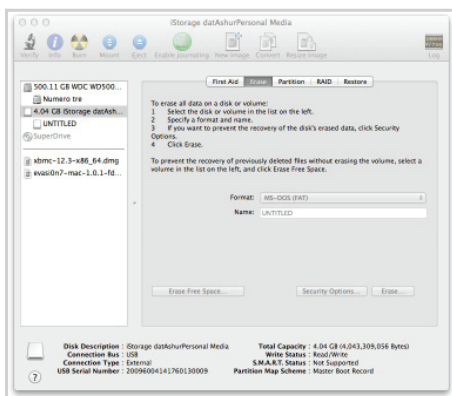 iStorage datAshurPersonal Media
Verify Info Burn Mount Eject Enable Journaling New Image Convert Resize Image Log
500.11 GB WDC WD500...
Numero tre
4.04 GB iStorage datAsh...
UNTITLED
SuperDrive
xbmc-12.3-x86_64.dmg
evasi0n7-mac-1.0.1-fd...
First Aid Erase Partition RAID Restore
To erase all data on a disk or volume:
1 Select the disk or volume in the list on the left.
2 Specify a format and name.
3 If you want to prevent the recovery of the disk's erased data, click Security
Options.
4 Click Erase.
To prevent the recovery of previously deleted files without erasing the volume, select a
volume in the list on the left, and click Erase Free Space.
Format: MS-DOS (FAT)
Name: UNTITLED
Erase Free Space... Security Options... Erase...
Disk Description : iStorage datAshurPersonal Media Total Capacity : 4.04 GB (4,043,309,056 Bytes)
Connection Bus : USB Write Status : Read/Write
Connection Type : External S.M.A.R.T. Status : Not Supported
USB Serial Number : 20096004141760130009 Partition Map Scheme : Master Boot Record
?